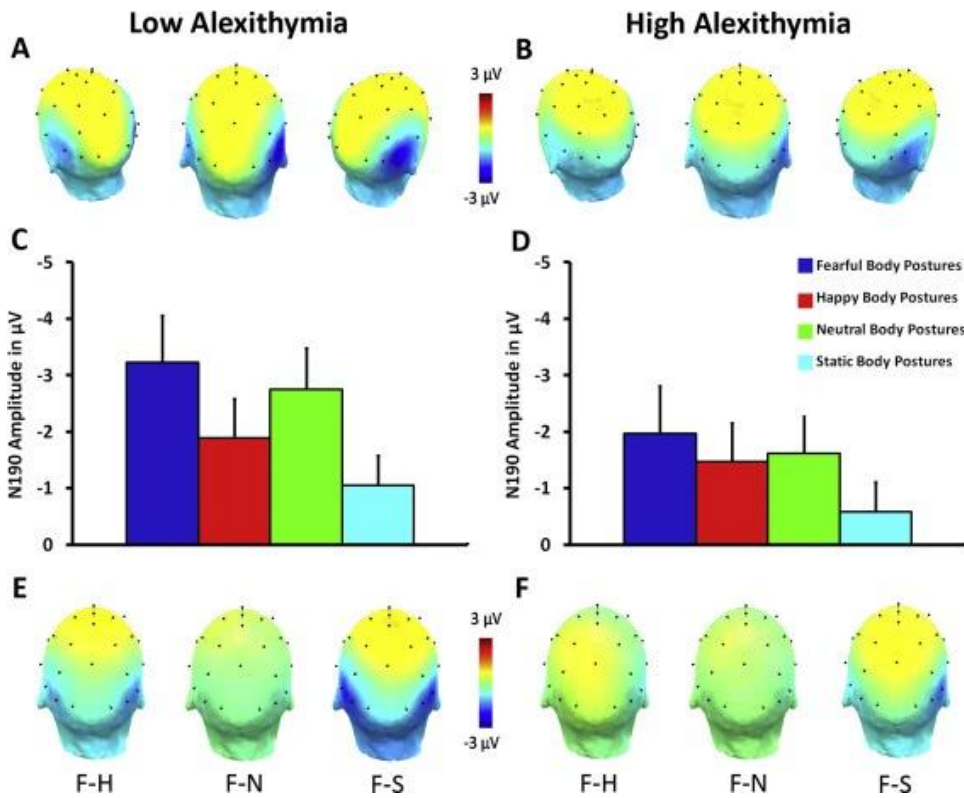 Low Alexithymia
High Alexithymia
A
B
3 µV
-3 µV
C
D
N190 Amplitude in µV
-5
-4
-3
-2
-1
0
N190 Amplitude in µV
-5
-4
-3
-2
-1
0
Fearful Body Postures
Happy Body Postures
Neutral Body Postures
Static Body Postures
E
F
3 µV
-3 µV
F-H
F-N
F-S
F-H
F-N
F-S